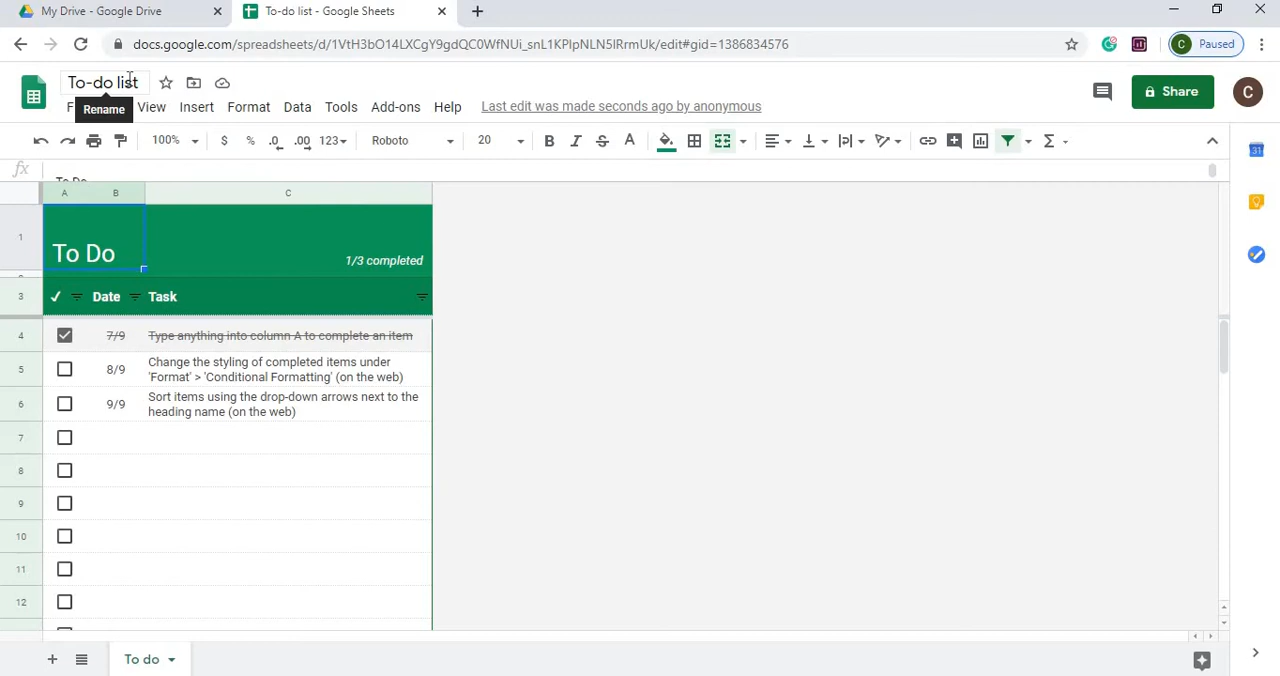 My Drive - Google Drive
To-do list - Google Sheets
docs.google.com/spreadsheets/d/1VtH3bO14LXCgY9gdQC0WfNUi_snL1KPIpNLN5lRrmUk/edit#gid=1386834576
C Paused
To-do list
Rename
F View Insert Format Data Tools Add-ons Help Last edit was made seconds ago by anonymous
Share
C
100% $ % .0 .00 123 Roboto 20 B I S A Σ
fx To Do
A B C
1 To Do 1/3 completed
3 ✓ Date Task
4 7/9 Type anything into column A to complete an item
5 8/9 Change the styling of completed items under
'Format' > 'Conditional Formatting' (on the web)
6 9/9 Sort items using the drop-down arrows next to the
heading name (on the web)
7
8
9
10
11
12
31
To do